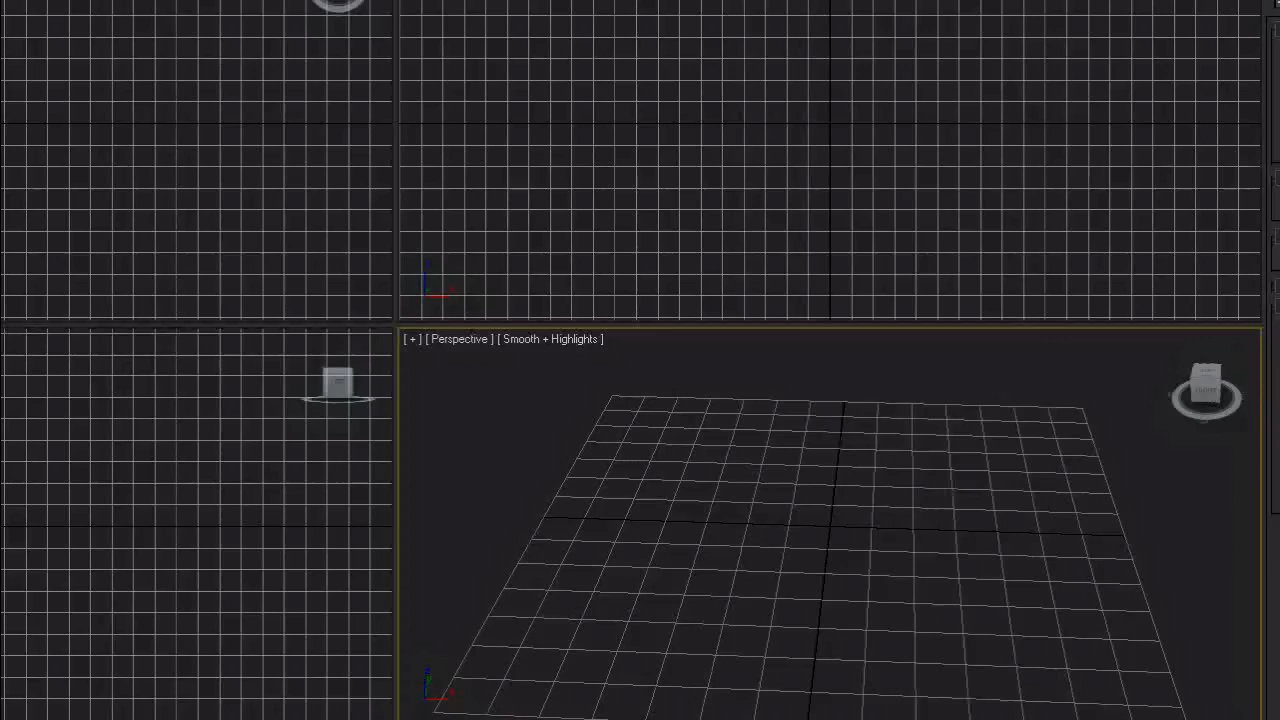 [ + ] [ Perspective ] [ Smooth + Highlights ]